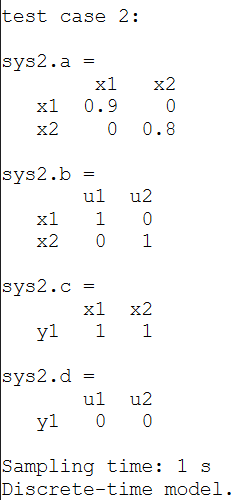 test case 2:
sys2.a =
x1 x2
x1 0.9 0
x2 0 0.8
sys2.b =
u1 u2
x1 1 0
x2 0 1
sys2.c =
x1 x2
y1 1 1
sys2.d =
u1 u2
y1 0 0
Sampling time: 1 s
Discrete-time model.